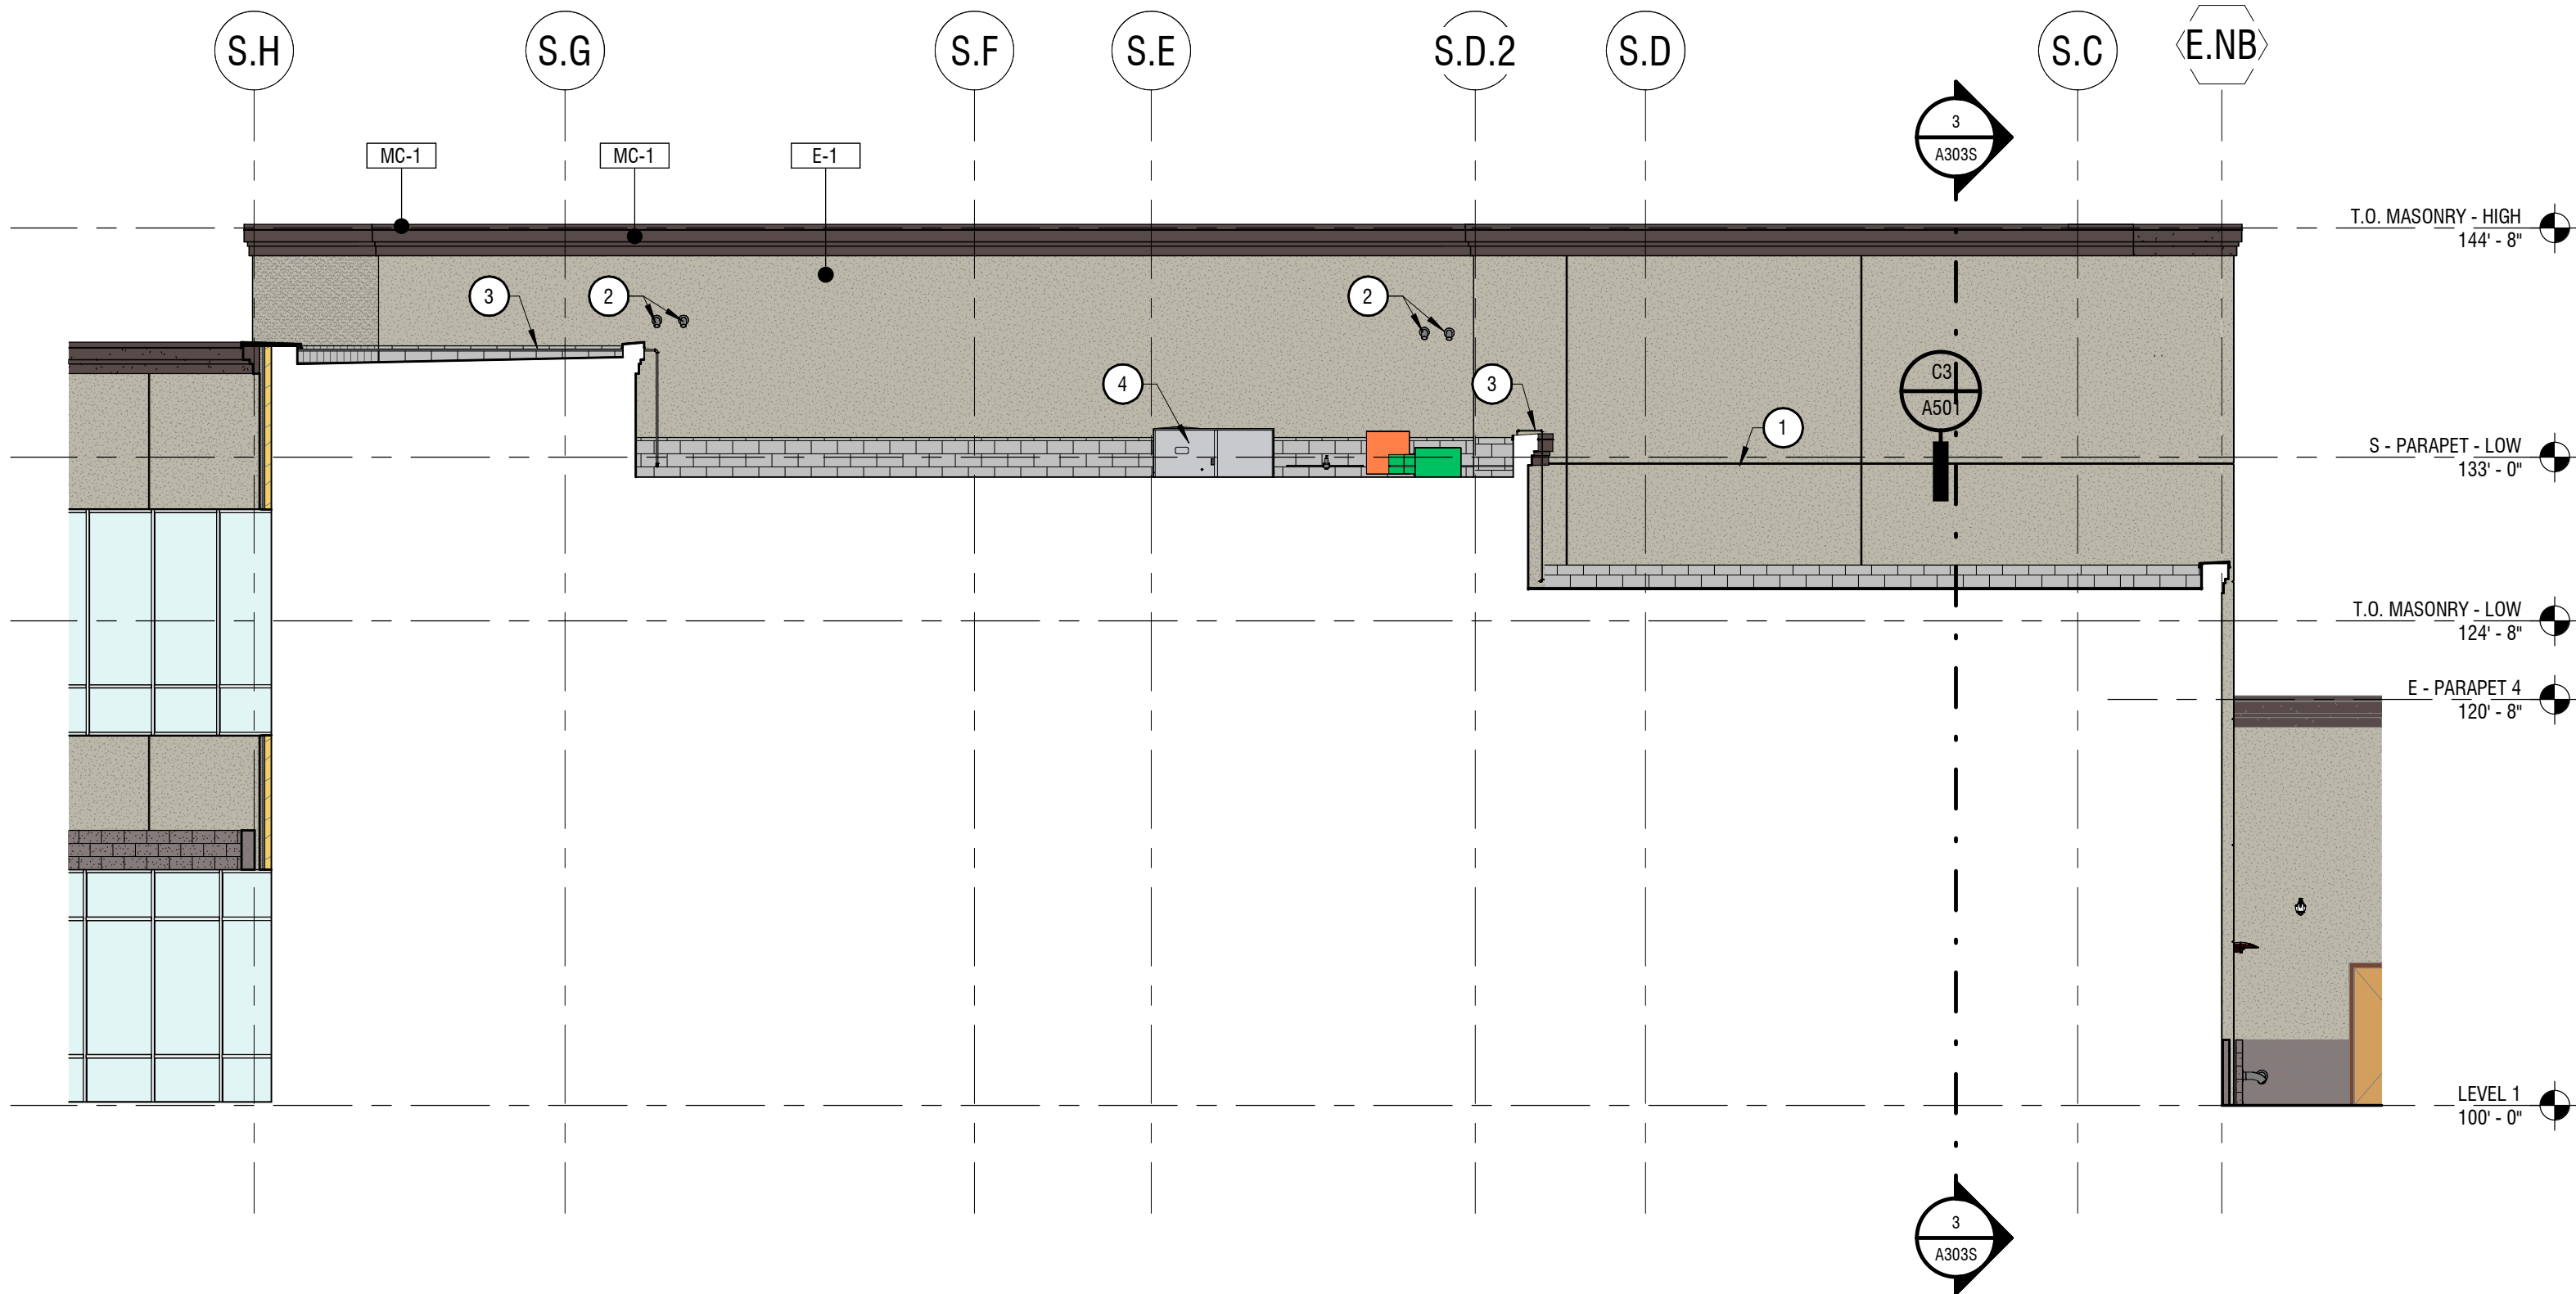 S.H
S.G
S.F
S.E
S.D.2
S.D
S.C
E.NB
3
A303S
MC-1
MC-1
E-1
T.O. MASONRY - HIGH
144' - 8"
3
2
2
4
3
C3
A501
1
S - PARAPET - LOW
133' - 0"
T.O. MASONRY - LOW
124' - 8"
E - PARAPET 4
120' - 8"
LEVEL 1
100' - 0"
3
A303S